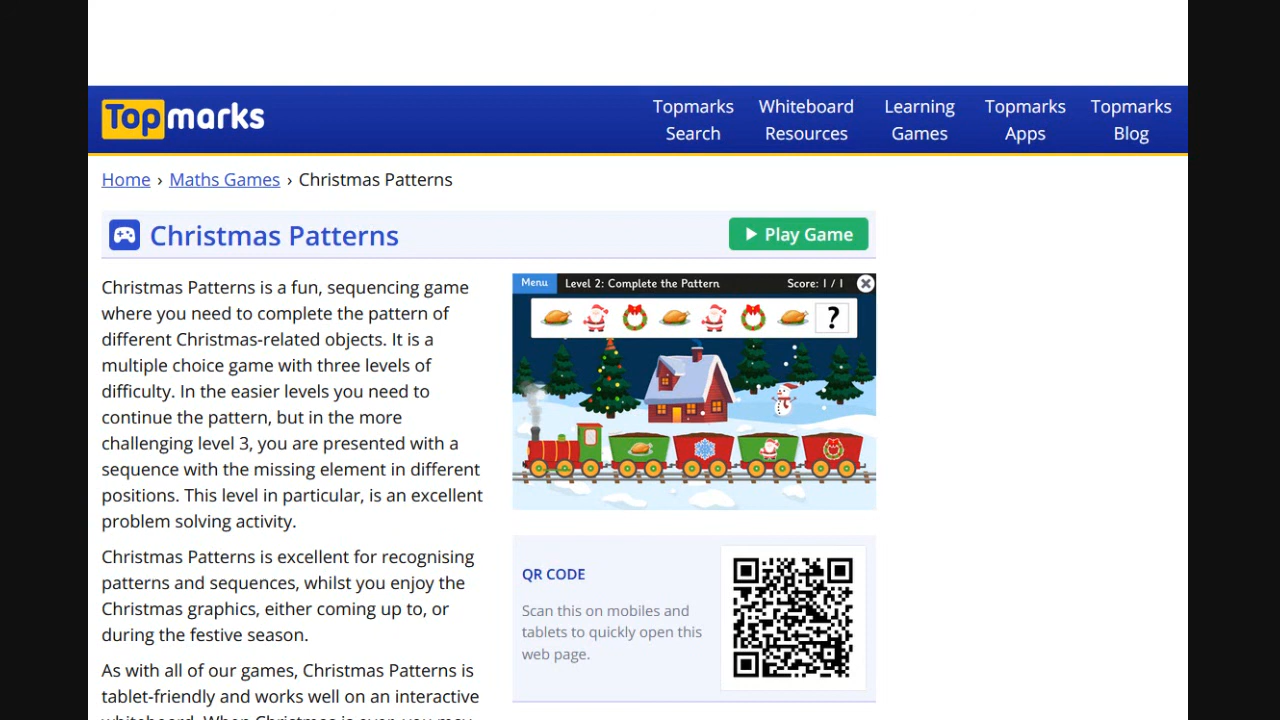 Topmarks
Topmarks Search
Whiteboard Resources
Learning Games
Topmarks Apps
Topmarks Blog
Home › Maths Games › Christmas Patterns
Christmas Patterns
Play Game
Christmas Patterns is a fun, sequencing game
where you need to complete the pattern of
different Christmas-related objects. It is a
multiple choice game with three levels of
difficulty. In the easier levels you need to
continue the pattern, but in the more
challenging level 3, you are presented with a
sequence with the missing element in different
positions. This level in particular, is an excellent
problem solving activity.
Christmas Patterns is excellent for recognising
patterns and sequences, whilst you enjoy the
Christmas graphics, either coming up to, or
during the festive season.
As with all of our games, Christmas Patterns is
tablet-friendly and works well on an interactive
whiteboard. When Christmas is over, you may
Menu Level 2: Complete the Pattern Score: 1 / 1
?
QR CODE
Scan this on mobiles and
tablets to quickly open this
web page.